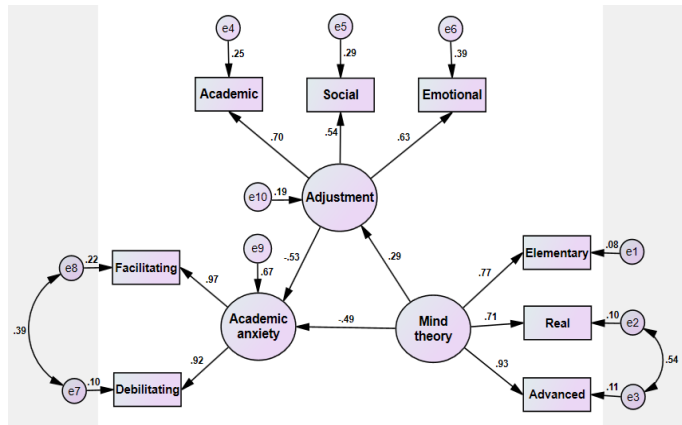 e4
e5
e6
.25
.29
.39
Academic
Social
Emotional
.70
.54
.63
e10
.19
Adjustment
e9
.67
-.53
.29
e8
.22
Facilitating
.97
.39
Academic
anxiety
-.49
Mind
theory
.92
e7
.10
Debilitating
.77
Elementary
.08
e1
.71
Real
.10
e2
.54
.93
Advanced
.11
e3